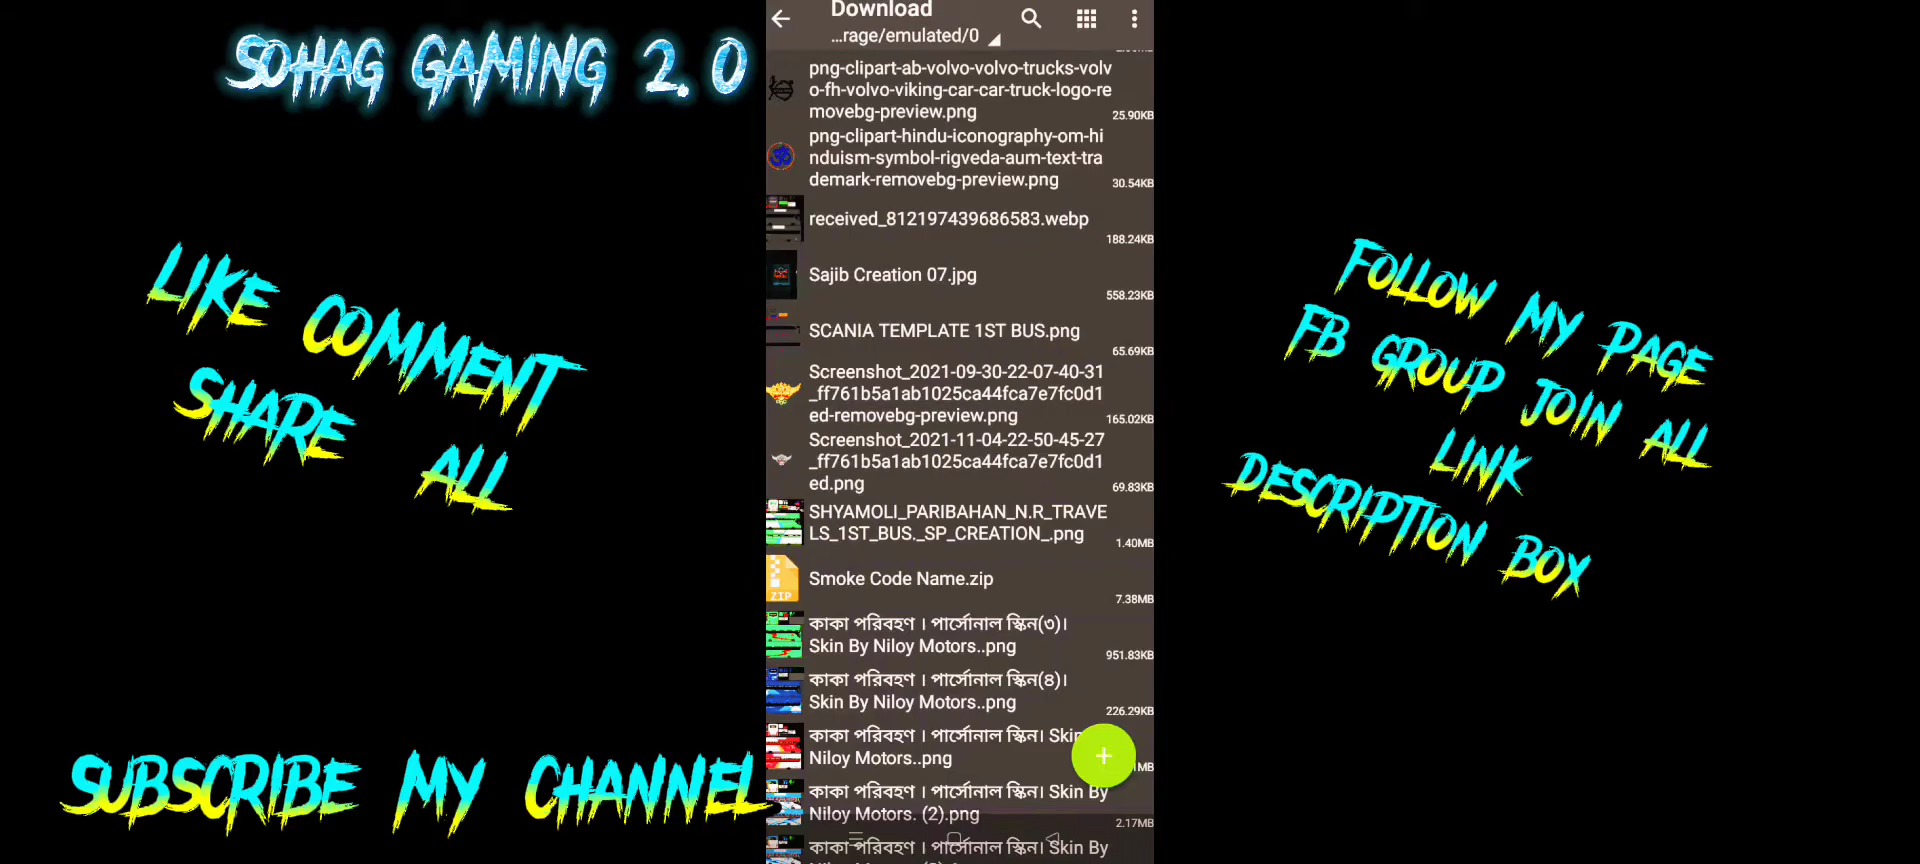 SOHAG GAMING 2.0
LIKE COMMENT
SHARE ALL
SUBSCRIBE MY CHANNEL
Download
...rage/emulated/0
png-clipart-ab-volvo-volvo-trucks-volv
o-fh-volvo-viking-car-car-truck-logo-re
movebg-preview.png
25.90KB
png-clipart-hindu-iconography-om-hi
nduism-symbol-rigveda-aum-text-tra
demark-removebg-preview.png
30.54KB
received_812197439686583.webp
188.24KB
Sajib Creation 07.jpg
558.23KB
SCANIA TEMPLATE 1ST BUS.png
65.69KB
Screenshot_2021-09-30-22-07-40-31
_ff761b5a1ab1025ca44fca7e7fc0d1
ed-removebg-preview.png
165.02KB
Screenshot_2021-11-04-22-50-45-27
_ff761b5a1ab1025ca44fca7e7fc0d1
ed.png
69.83KB
SHYAMOLI_PARIBAHAN_N.R_TRAVE
LS_1ST_BUS._SP_CREATION_.png
1.40MB
ZIP
Smoke Code Name.zip
7.38MB
কাকা পরিবহণ । পার্সোনাল স্কিন(৩)।
Skin By Niloy Motors..png
951.83KB
কাকা পরিবহণ । পার্সোনাল স্কিন(৪)।
Skin By Niloy Motors..png
226.29KB
কাকা পরিবহণ । পার্সোনাল স্কিন। Skin
Niloy Motors..png
কাকা পরিবহণ । পার্সোনাল স্কিন। Skin By
Niloy Motors. (2).png
2.17MB
কাকা পরিবহণ । পার্সোনাল স্কিন। Skin By
FOLLOW MY PAGE
FB GROUP JOIN ALL
LINK
DESCRIPTION BOX